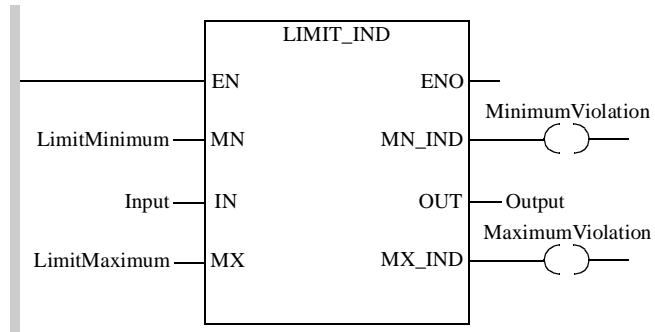 LIMIT_IND
EN ENO
MinimumViolation
LimitMinimum MN MN_IND
Input IN OUT Output
MaximumViolation
LimitMaximum MX MX_IND